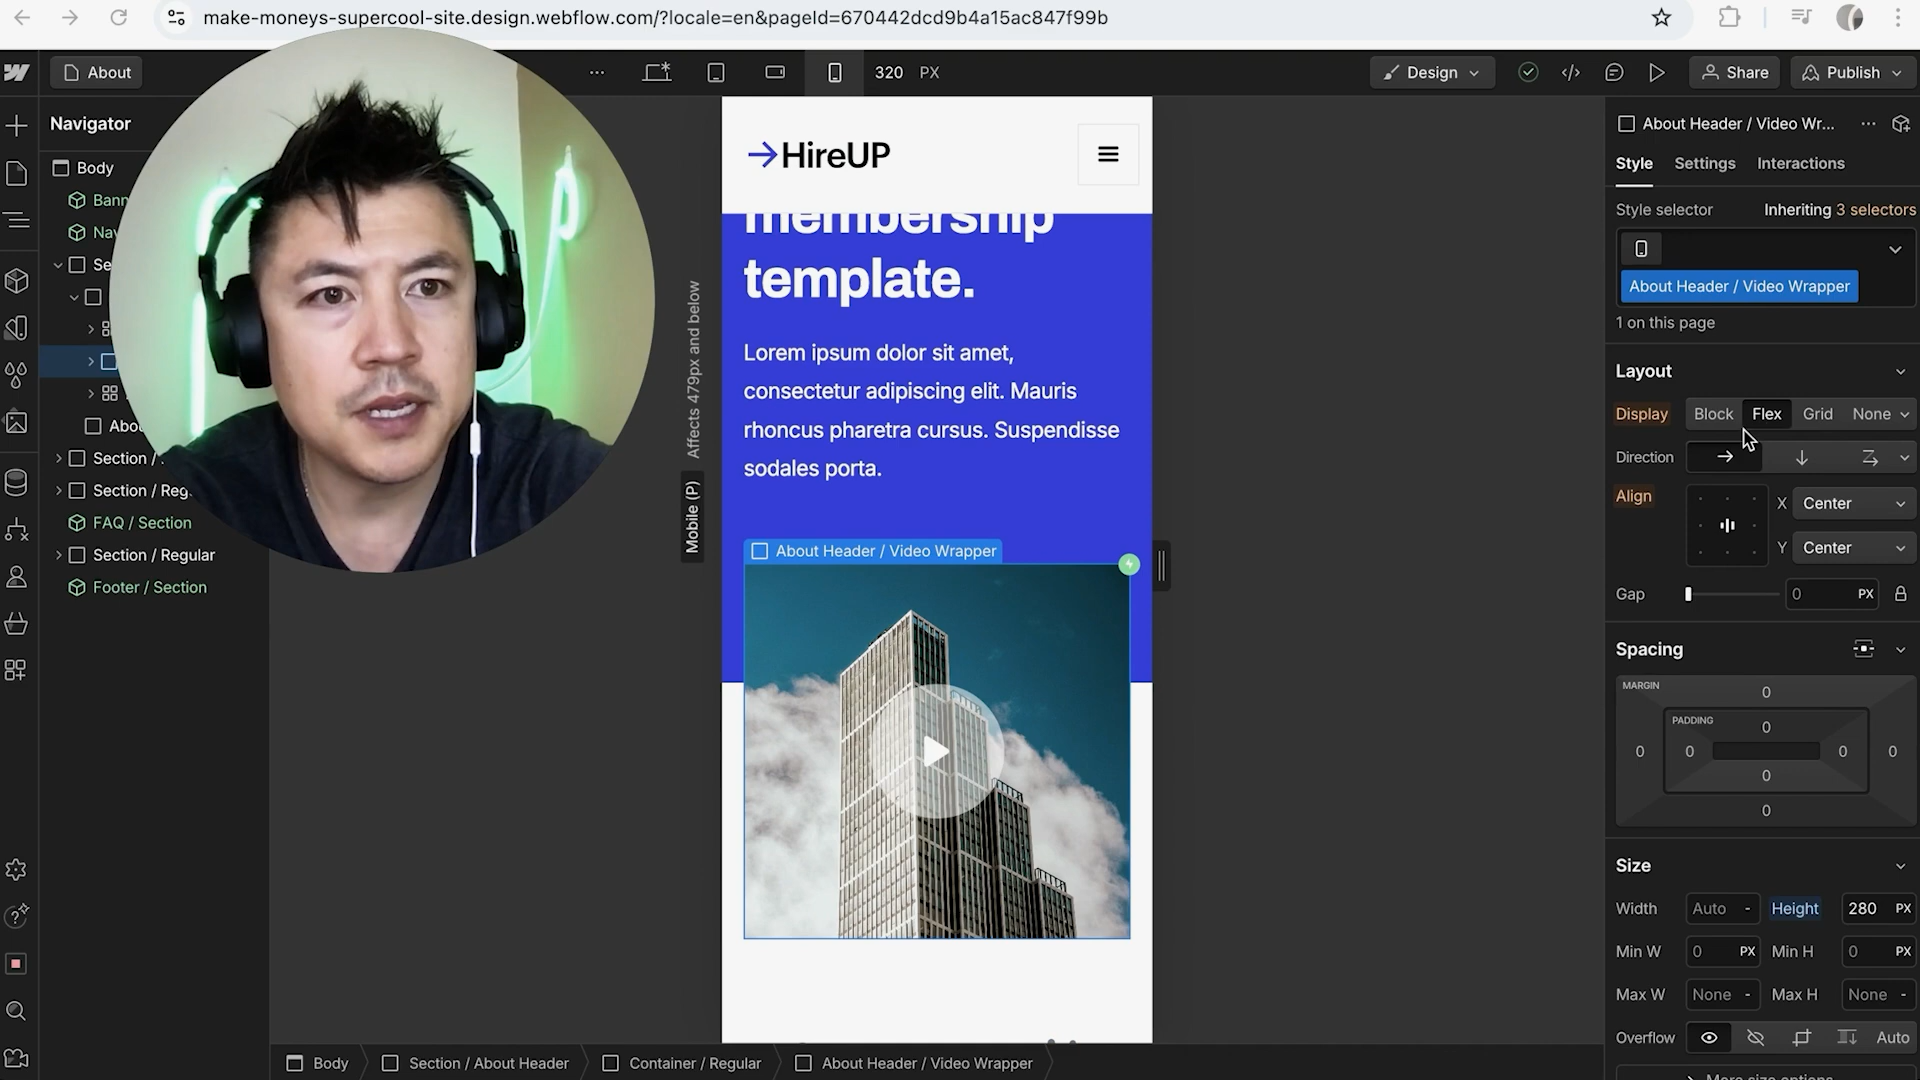 make-moneys-supercool-site.design.webflow.com/?locale=en&pageId=670442dcd9b4a15ac847f99b
About
320 PX
Design
Share
Publish
Navigator
Body
Section /
Section / Reg
FAQ / Section
Section / Regular
Footer / Section
HireUP
membership
template.
Lorem ipsum dolor sit amet,
consectetur adipiscing elit. Mauris
rhoncus pharetra cursus. Suspendisse
sodales porta.
Affects 479px and below
Mobile (P)
About Header / Video Wrapper
About Header / Video Wr...
Style Settings Interactions
Style selector Inheriting 3 selectors
About Header / Video Wrapper
1 on this page
Layout
Display Block Flex Grid None
Direction
Align X Center
Y Center
Gap 0 PX
Spacing
MARGIN 0
PADDING 0
0 0 0 0
0
0
Size
Width Auto - Height 280 PX
Min W 0 PX Min H 0 PX
Max W None - Max H None -
Overflow Auto
More size options
Body Section / About Header Container / Regular About Header / Video Wrapper